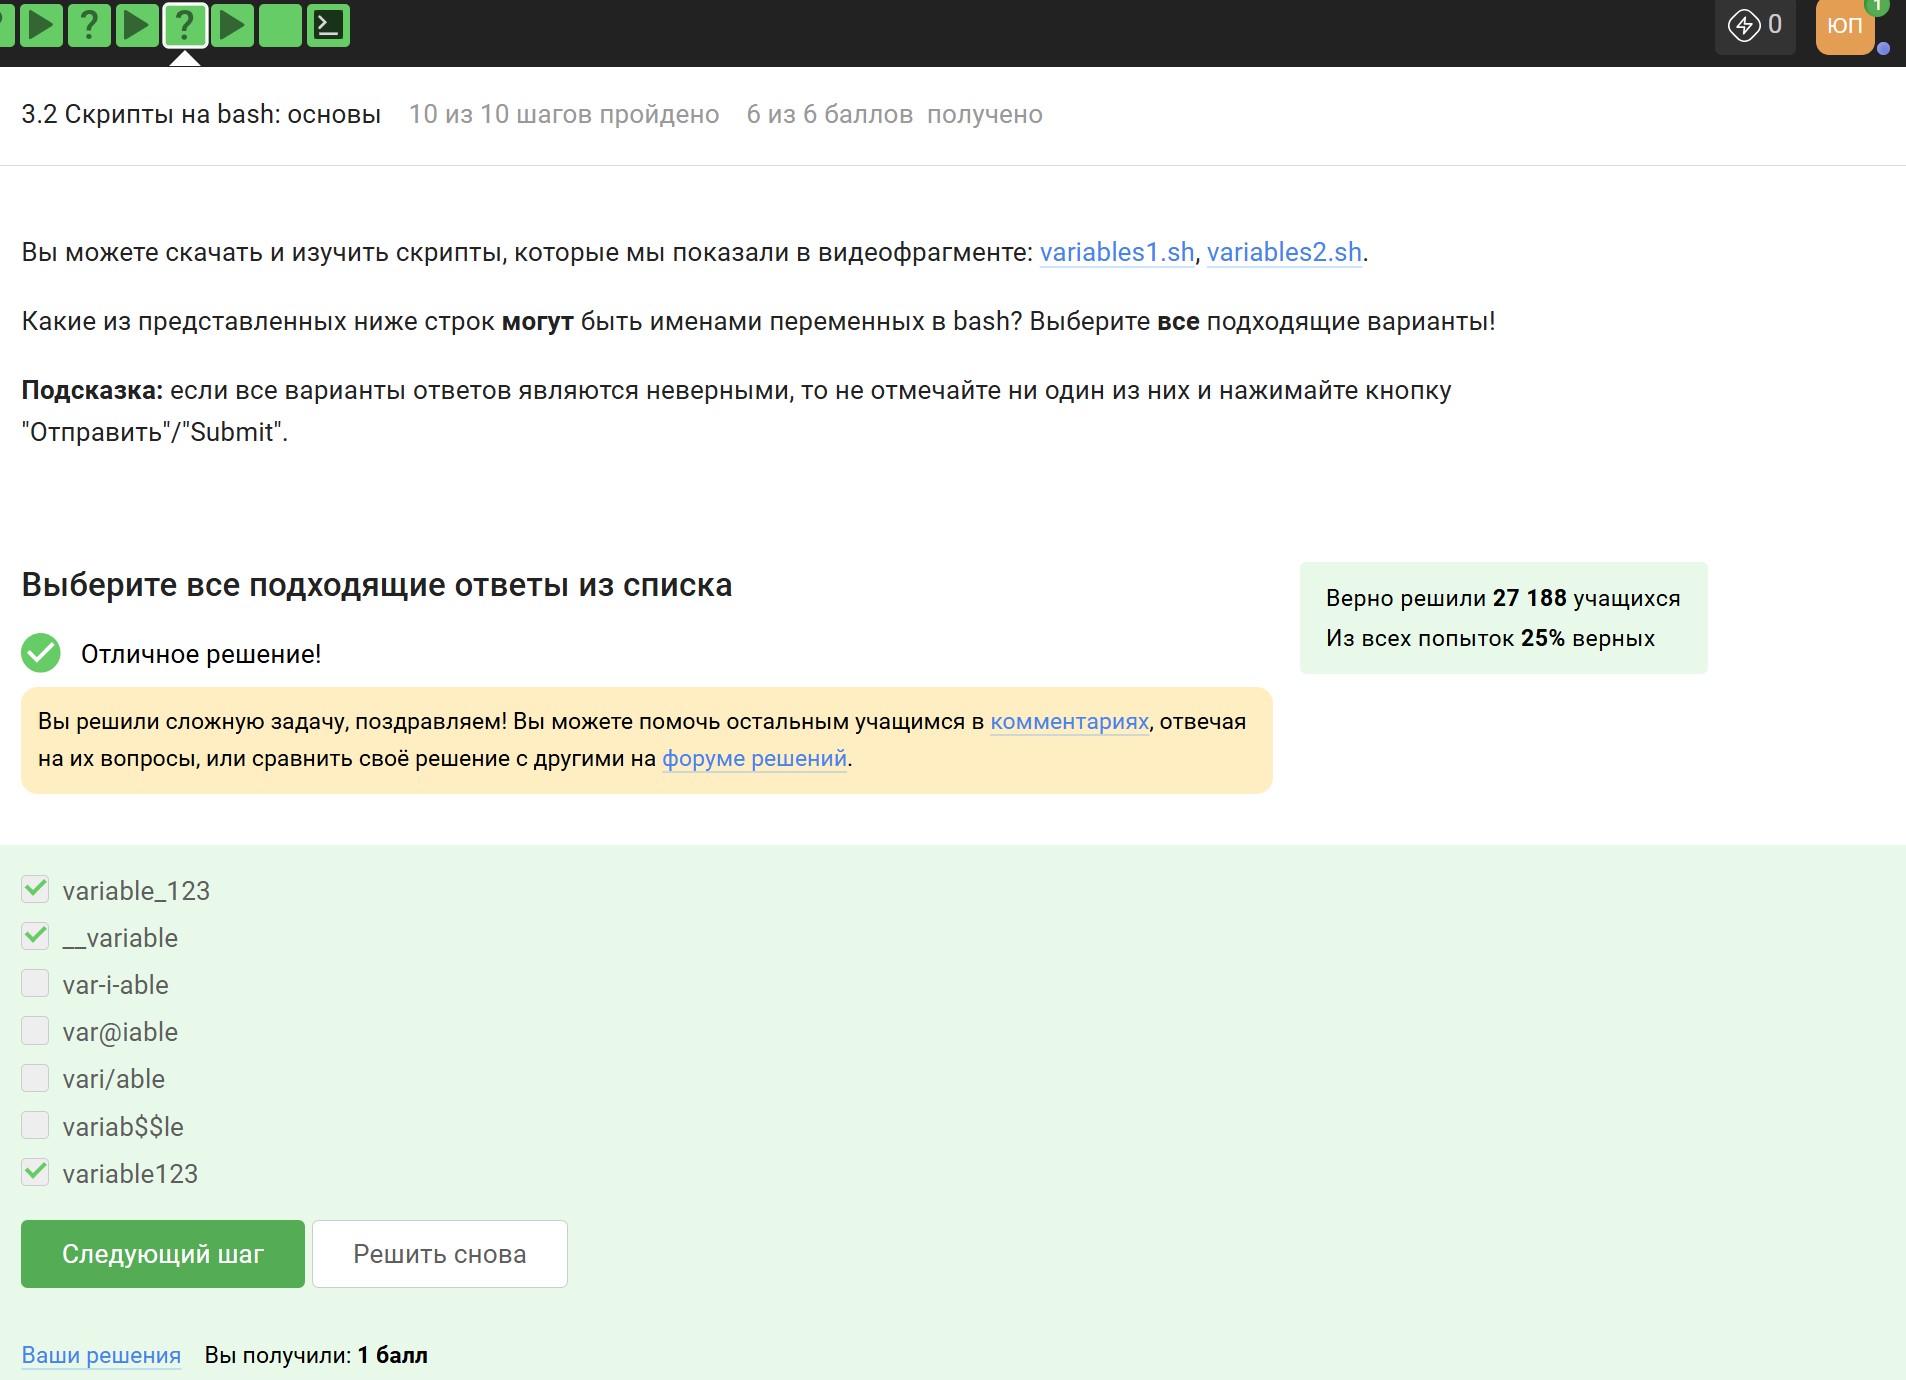 0
ЮП
1
3.2 Скрипты на bash: основы 10 из 10 шагов пройдено 6 из 6 баллов получено
Вы можете скачать и изучить скрипты, которые мы показали в видеофрагменте: variables1.sh, variables2.sh.
Какие из представленных ниже строк могут быть именами переменных в bash? Выберите все подходящие варианты!
Подсказка: если все варианты ответов являются неверными, то не отмечайте ни один из них и нажимайте кнопку
"Отправить"/"Submit".
Выберите все подходящие ответы из списка
Отличное решение!
Вы решили сложную задачу, поздравляем! Вы можете помочь остальным учащимся в комментариях, отвечая
на их вопросы, или сравнить своё решение с другими на форуме решений.
Верно решили 27 188 учащихся
Из всех попыток 25% верных
variable_123
__variable
var-i-able
var@iable
vari/able
variab$$le
variable123
Следующий шаг
Решить снова
Ваши решения Вы получили: 1 балл